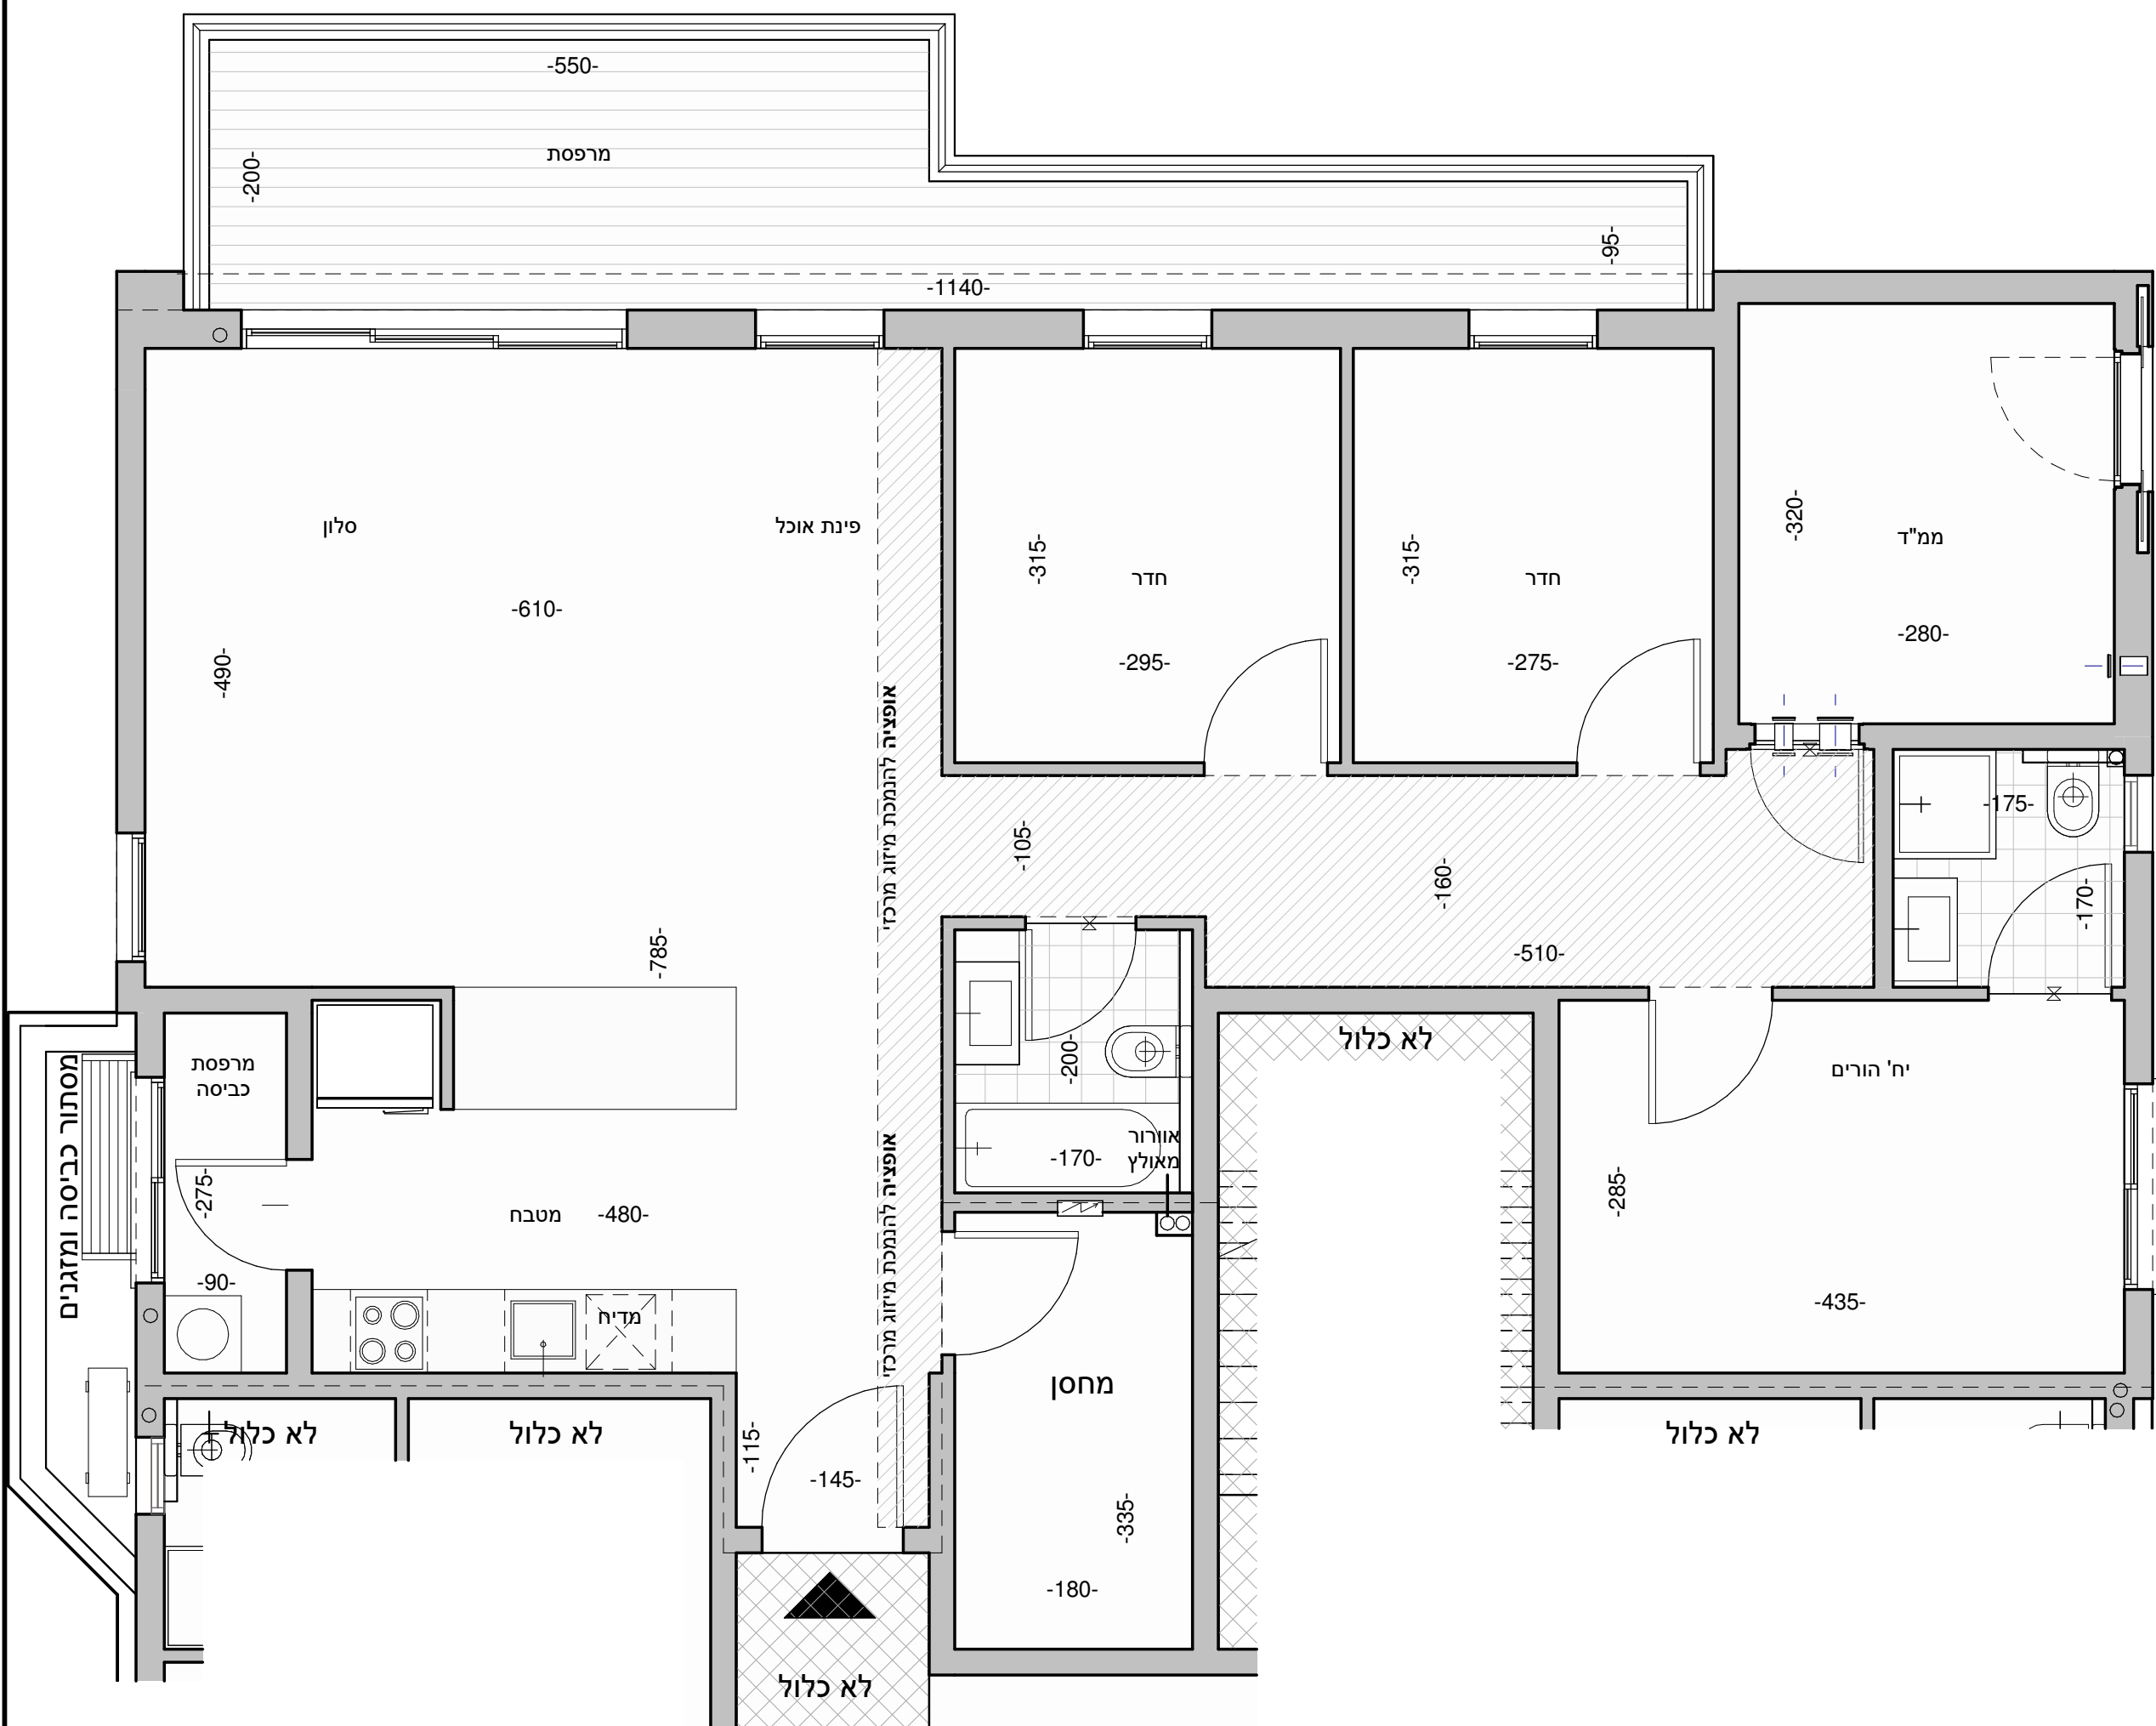 -550-
מרפסת
-200-
-95-
-1140-
סלון
פינת אוכל
-610-
-490-
-785-
אופציה להנמכת מיזוג מרכזי
-315-
חדר
-295-
-315-
חדר
-275-
-320-
ממ"ד
-280-
-105-
-160-
-510-
-175-
-170-
מסתור כביסה ומזגנים
מרפסת
כביסה
-275-
-90-
מטבח
-480-
מדיח
אופציה להנמכת מיזוג מרכזי
-200-
-170-
אוורור
מאולץ
לא כלול
יח' הורים
-285-
-435-
מחסן
-335-
-180-
-115-
-145-
לא כלול
לא כלול
לא כלול
לא כלול